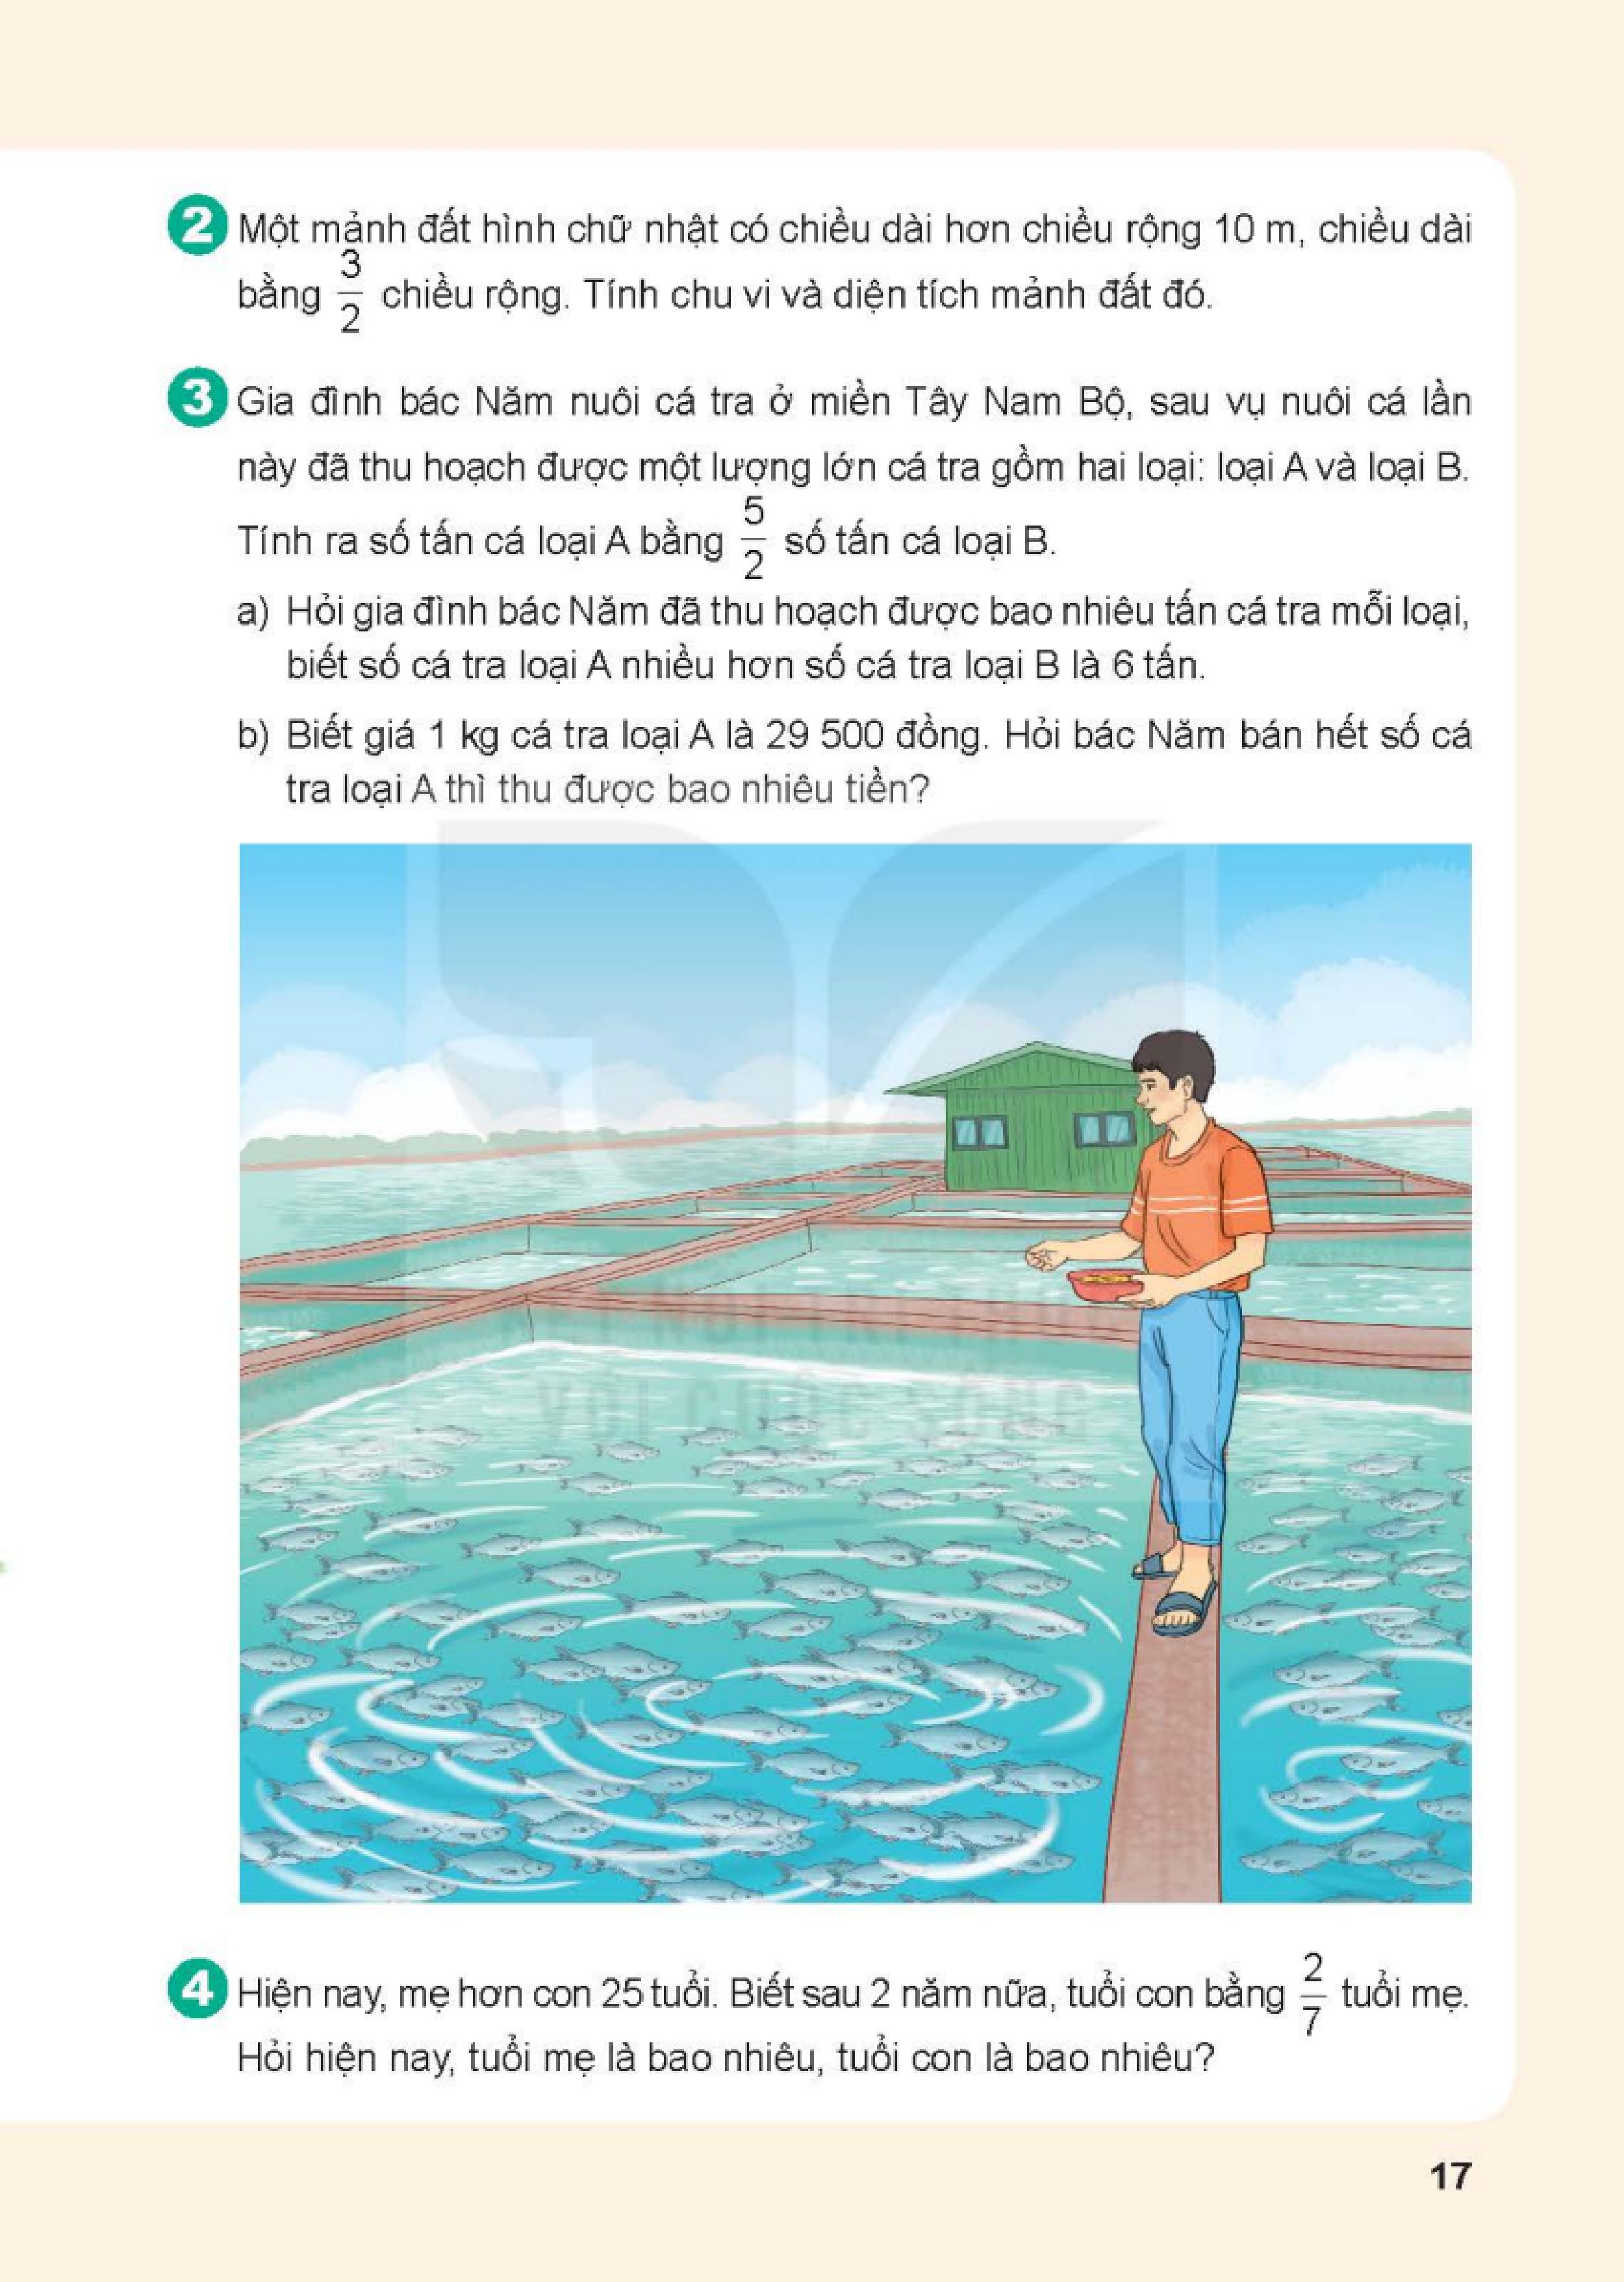 2 Một mảnh đất hình chữ nhật có chiều dài hơn chiều rộng 10 m, chiều dài
bằng 3/2 chiều rộng. Tính chu vi và diện tích mảnh đất đó.
3 Gia đình bác Năm nuôi cá tra ở miền Tây Nam Bộ, sau vụ nuôi cá lần
này đã thu hoạch được một lượng lớn cá tra gồm hai loại: loại A và loại B.
Tính ra số tấn cá loại A bằng 5/2 số tấn cá loại B.
a) Hỏi gia đình bác Năm đã thu hoạch được bao nhiêu tấn cá tra mỗi loại,
biết số cá tra loại A nhiều hơn số cá tra loại B là 6 tấn.
b) Biết giá 1 kg cá tra loại A là 29 500 đồng. Hỏi bác Năm bán hết số cá
tra loại A thì thu được bao nhiêu tiền?
KẾT NỐI TRI THỨC
VỚI CUỘC SỐNG
4 Hiện nay, mẹ hơn con 25 tuổi. Biết sau 2 năm nữa, tuổi con bằng 2/7 tuổi mẹ.
Hỏi hiện nay, tuổi mẹ là bao nhiêu, tuổi con là bao nhiêu?
17